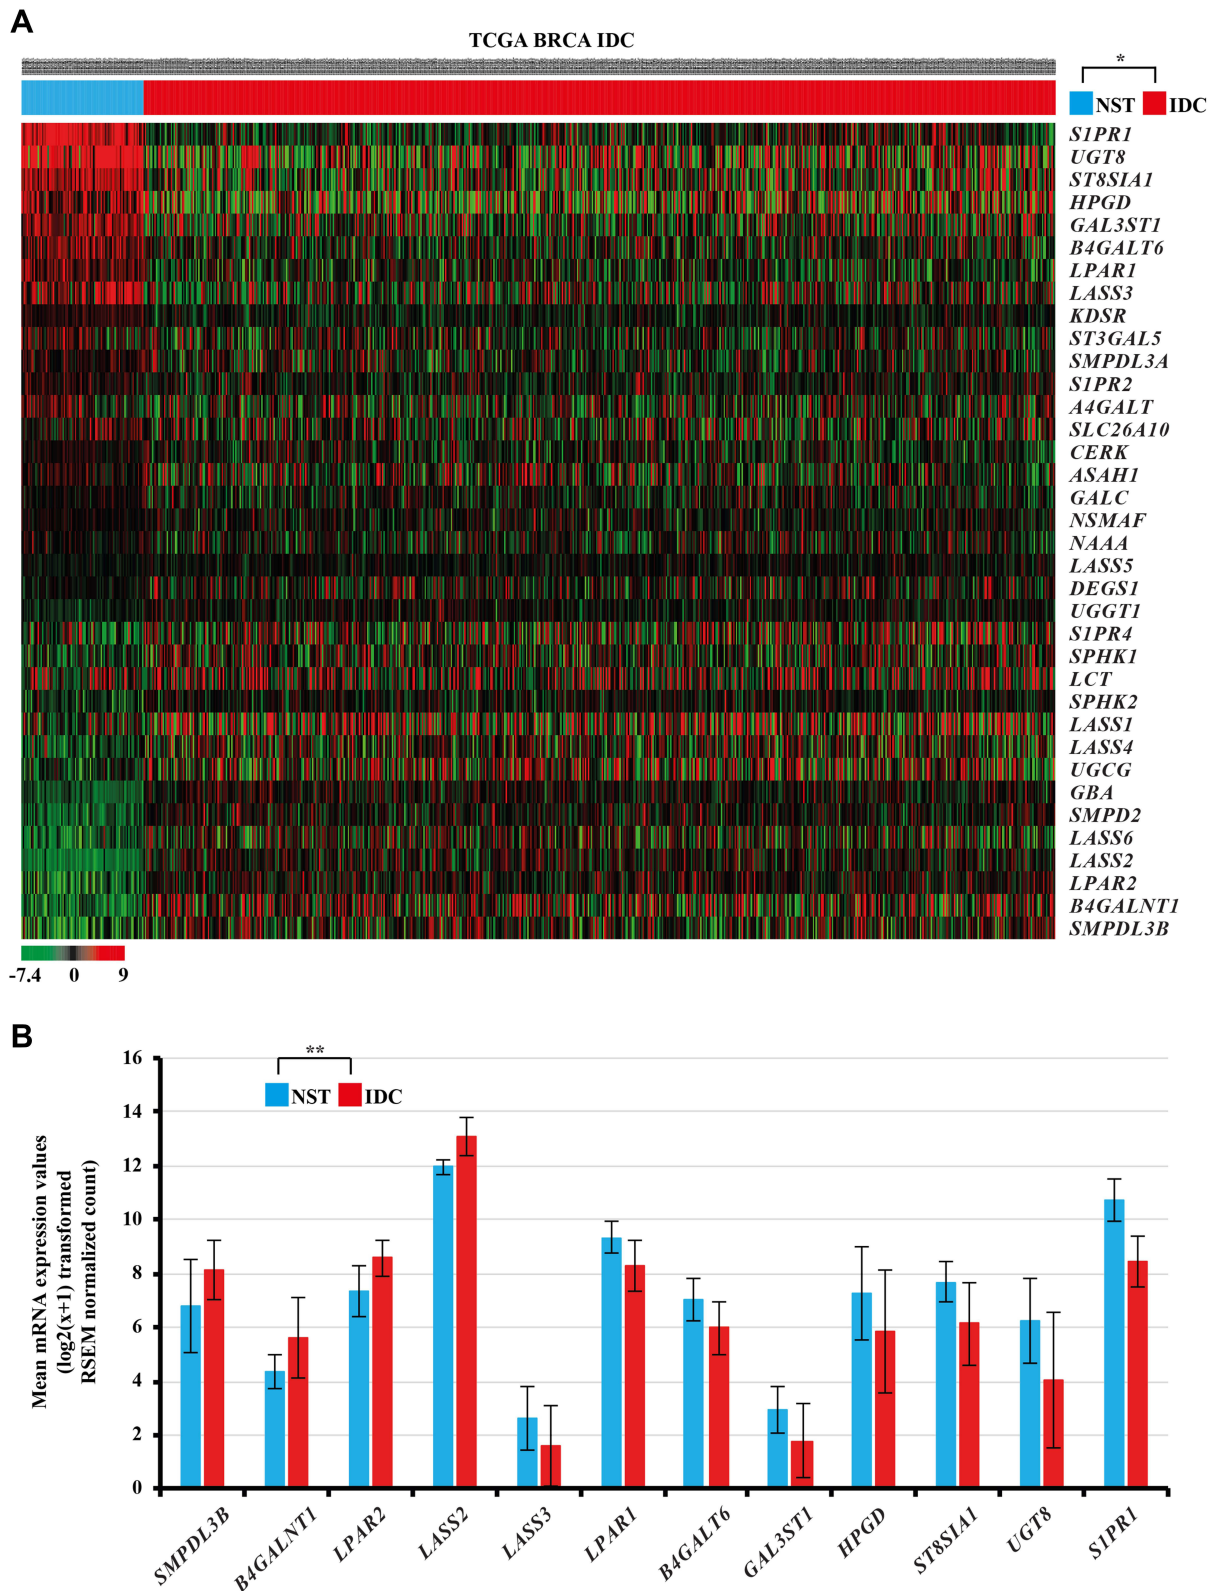 A
TCGA BRCA IDC
*
NST IDC
S1PR1
UGT8
ST8SIA1
HPGD
GAL3ST1
B4GALT6
LPAR1
LASS3
KDSR
ST3GAL5
SMPDL3A
S1PR2
A4GALT
SLC26A10
CERK
ASAH1
GALC
NSMAF
NAAA
LASS5
DEGS1
UGGT1
S1PR4
SPHK1
LCT
SPHK2
LASS1
LASS4
UGCG
GBA
SMPD2
LASS6
LASS2
LPAR2
B4GALNT1
SMPDL3B
-7.4 0 9
B
**
NST IDC
Mean mRNA expression values
(log2(x+1) transformed
RSEM normalized count)
16
14
12
10
8
6
4
2
0
SMPDL3B
B4GALNT1
LPAR2
LASS2
LASS3
LPAR1
B4GALT6
GAL3ST1
HPGD
ST8SIA1
UGT8
S1PR1